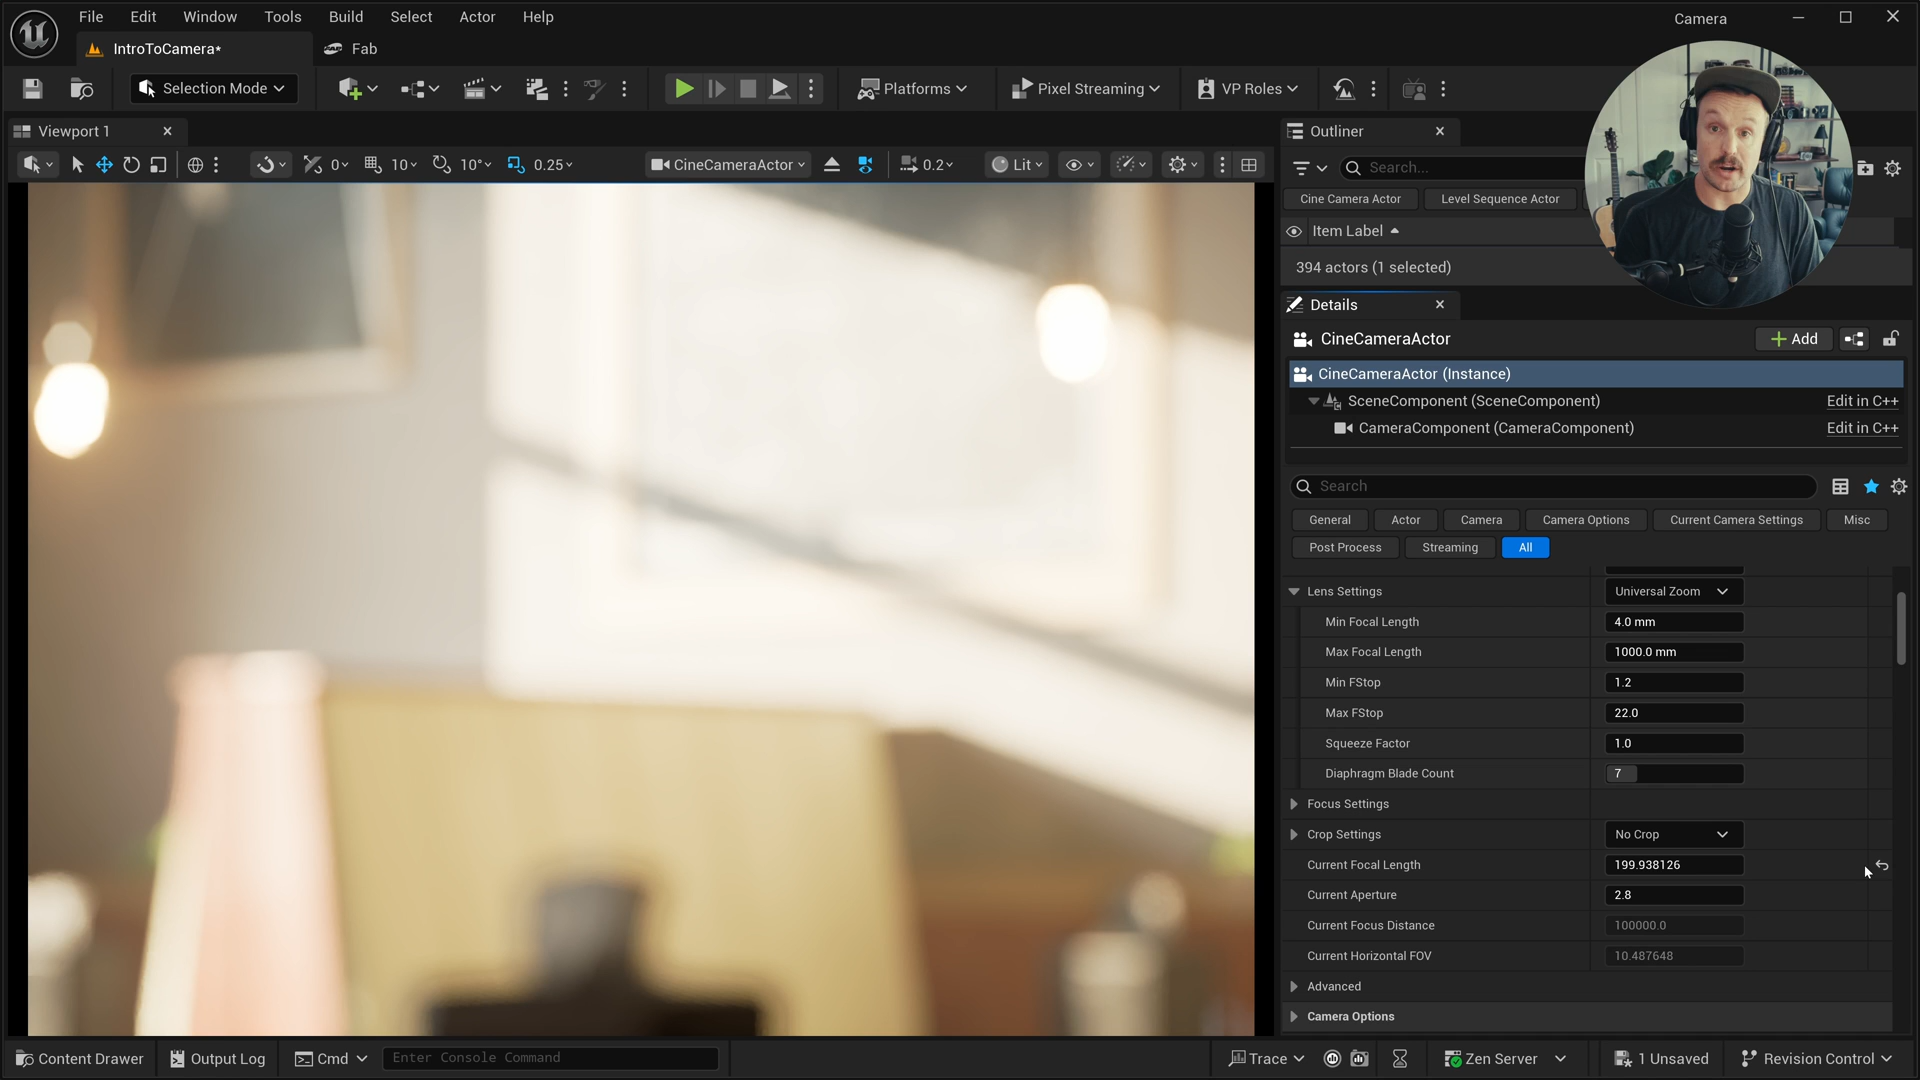 File Edit Window Tools Build Select Actor Help
Camera
IntroToCamera*
Fab
Selection Mode
Platforms
Pixel Streaming
VP Roles
Viewport 1
Outliner
0
10
10°
0.25
CineCameraActor
0.2
Lit
Search...
Cine Camera Actor
Level Sequence Actor
Item Label
394 actors (1 selected)
Details
CineCameraActor
Add
CineCameraActor (Instance)
SceneComponent (SceneComponent)
Edit in C++
CameraComponent (CameraComponent)
Edit in C++
Search
General
Actor
Camera
Camera Options
Current Camera Settings
Misc
Post Process
Streaming
All
Lens Settings
Universal Zoom
Min Focal Length
4.0 mm
Max Focal Length
1000.0 mm
Min FStop
1.2
Max FStop
22.0
Squeeze Factor
1.0
Diaphragm Blade Count
7
Focus Settings
Crop Settings
No Crop
Current Focal Length
199.938126
Current Aperture
2.8
Current Focus Distance
100000.0
Current Horizontal FOV
10.487648
Advanced
Camera Options
Content Drawer
Output Log
Cmd
Enter Console Command
Trace
Zen Server
1 Unsaved
Revision Control